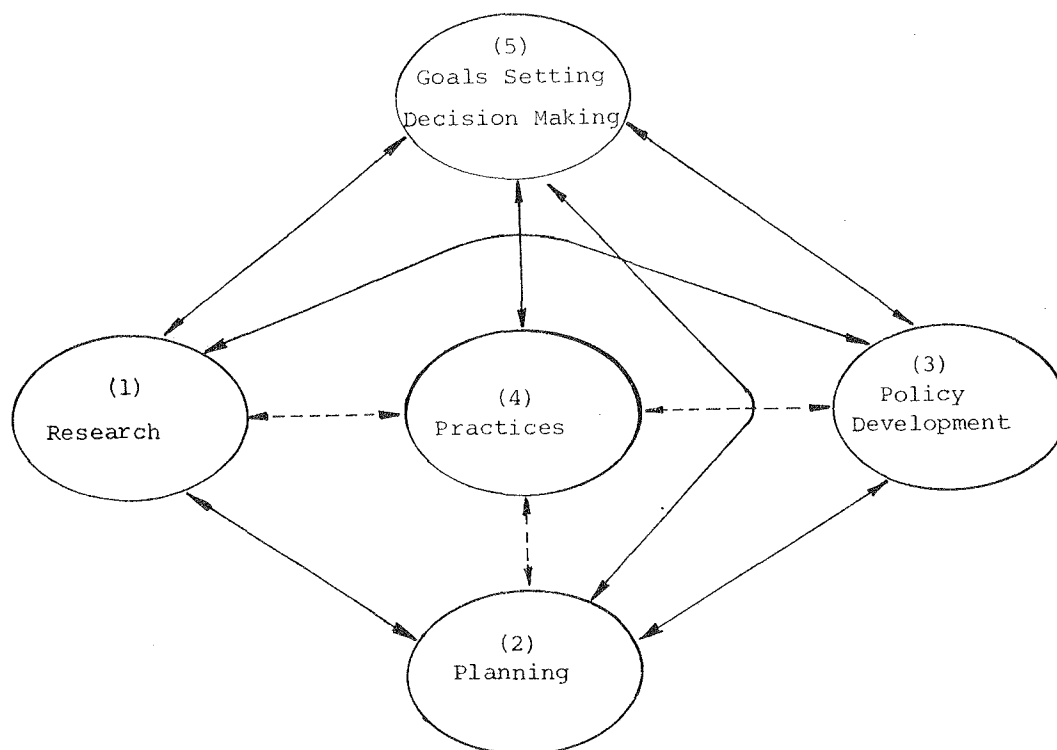 (5)
Goals Setting
Decision Making
(1)
Research
(4)
Practices
(3)
Policy
Development
(2)
Planning